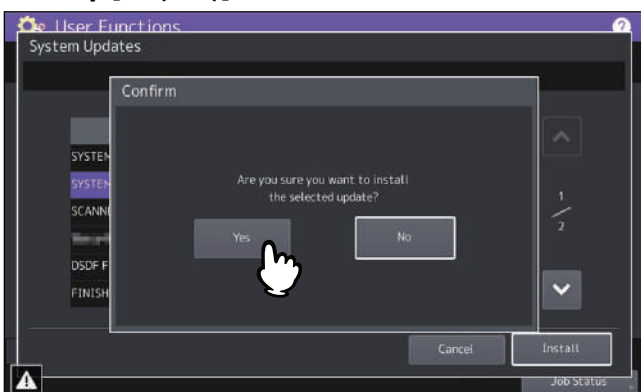 User Functions
?
System Updates
Confirm
SYSTEM
SYSTEM
SCANN
DSDF F
FINISH
Are you sure you want to install
the selected update?
Yes
No
1
2
Cancel
Install
Job Status